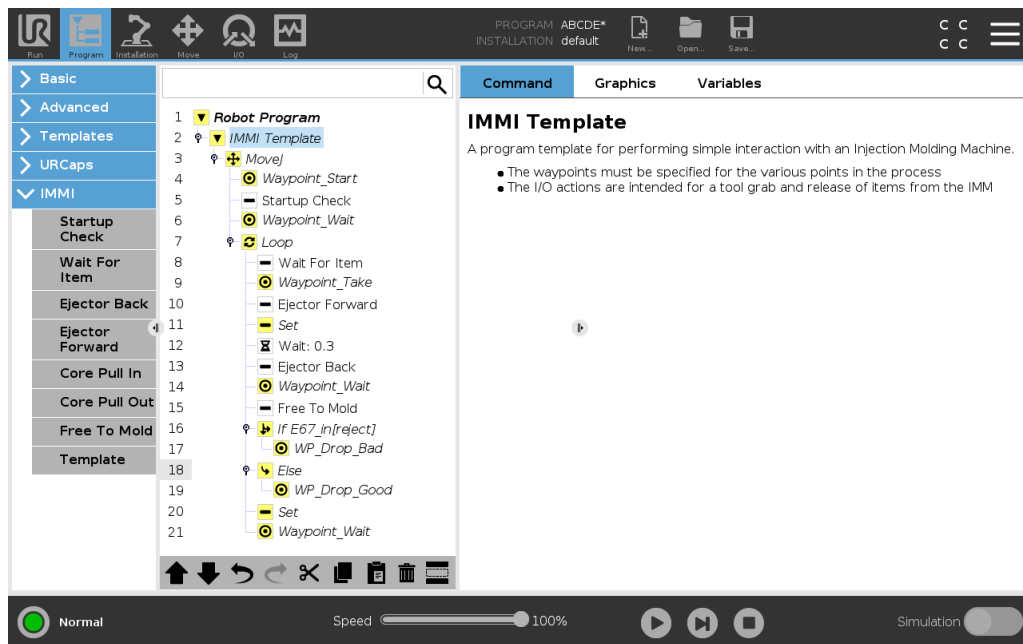 PROGRAM ABCDE*
INSTALLATION default
Run Program Installation Move I/O Log New... Open... Save...
C C
C C
Basic
Advanced
Templates
URCaps
IMMI
Startup
Check
Wait For
Item
Ejector Back
Ejector
Forward
Core Pull In
Core Pull Out
Free To Mold
Template
1 Robot Program
2 IMMI Template
3 MoveJ
4 Waypoint_Start
5 Startup Check
6 Waypoint_Wait
7 Loop
8 Wait For Item
9 Waypoint_Take
10 Ejector Forward
11 Set
12 Wait: 0.3
13 Ejector Back
14 Waypoint_Wait
15 Free To Mold
16 If E67_in[reject]
17 WP_Drop_Bad
18 Else
19 WP_Drop_Good
20 Set
21 Waypoint_Wait
Command Graphics Variables
IMMI Template
A program template for performing simple interaction with an Injection Molding Machine.
• The waypoints must be specified for the various points in the process
• The I/O actions are intended for a tool grab and release of items from the IMM
Normal Speed 100% Simulation